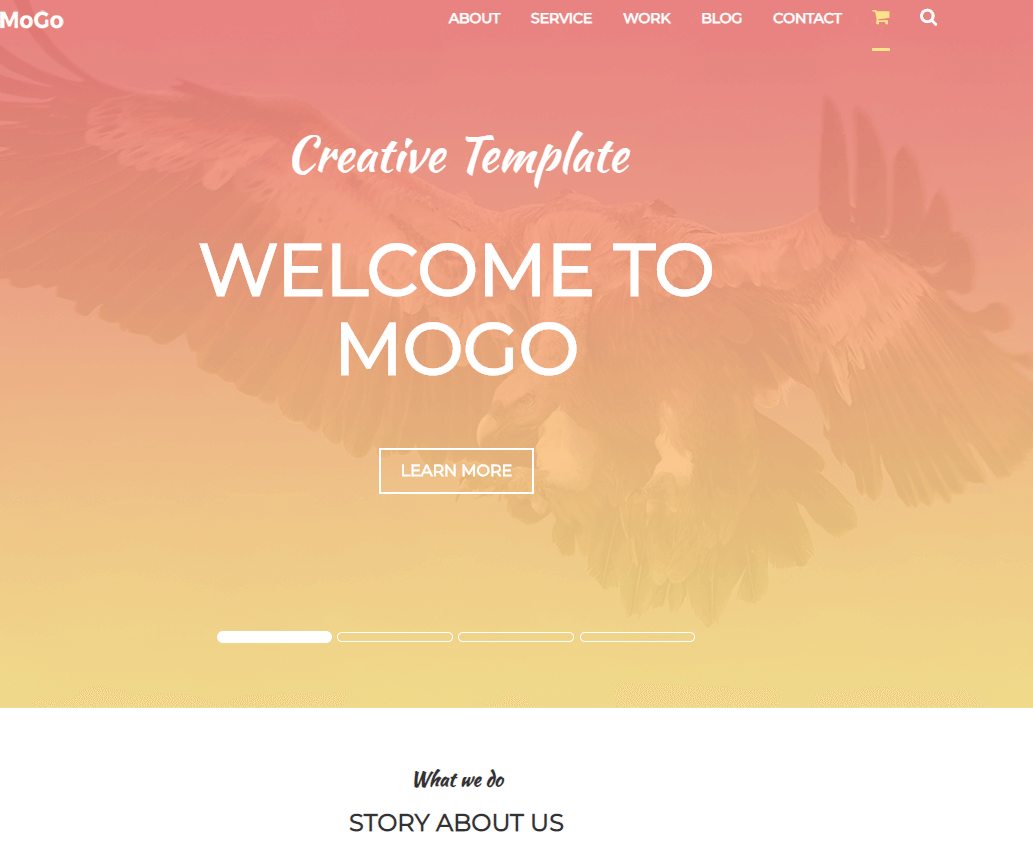 MoGo
ABOUT SERVICE WORK BLOG CONTACT
Creative Template
WELCOME TO
MOGO
LEARN MORE
What we do
STORY ABOUT US